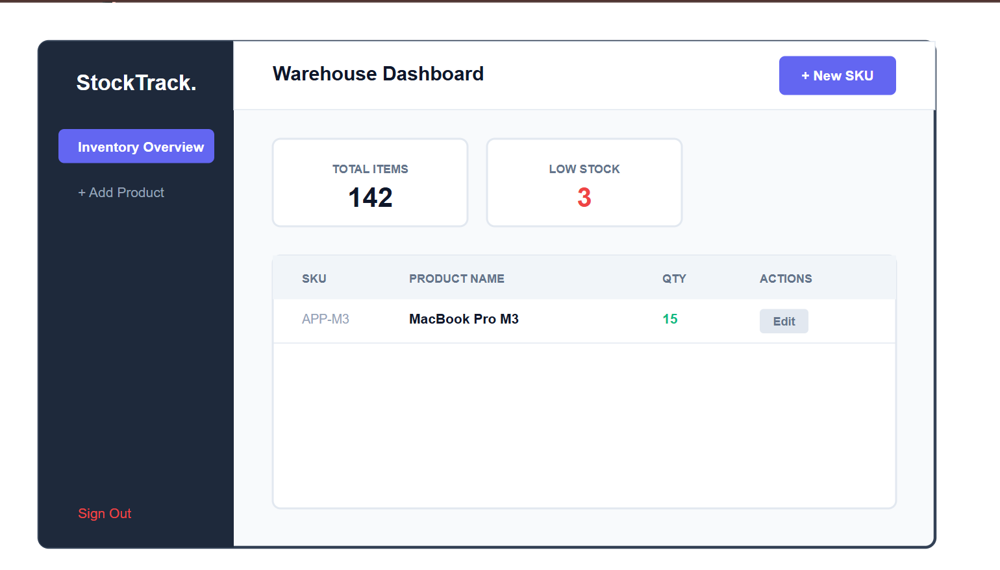 StockTrack.
Inventory Overview
+ Add Product
Sign Out
Warehouse Dashboard
+ New SKU
TOTAL ITEMS
142
LOW STOCK
3
SKU PRODUCT NAME QTY ACTIONS
APP-M3 MacBook Pro M3 15 Edit